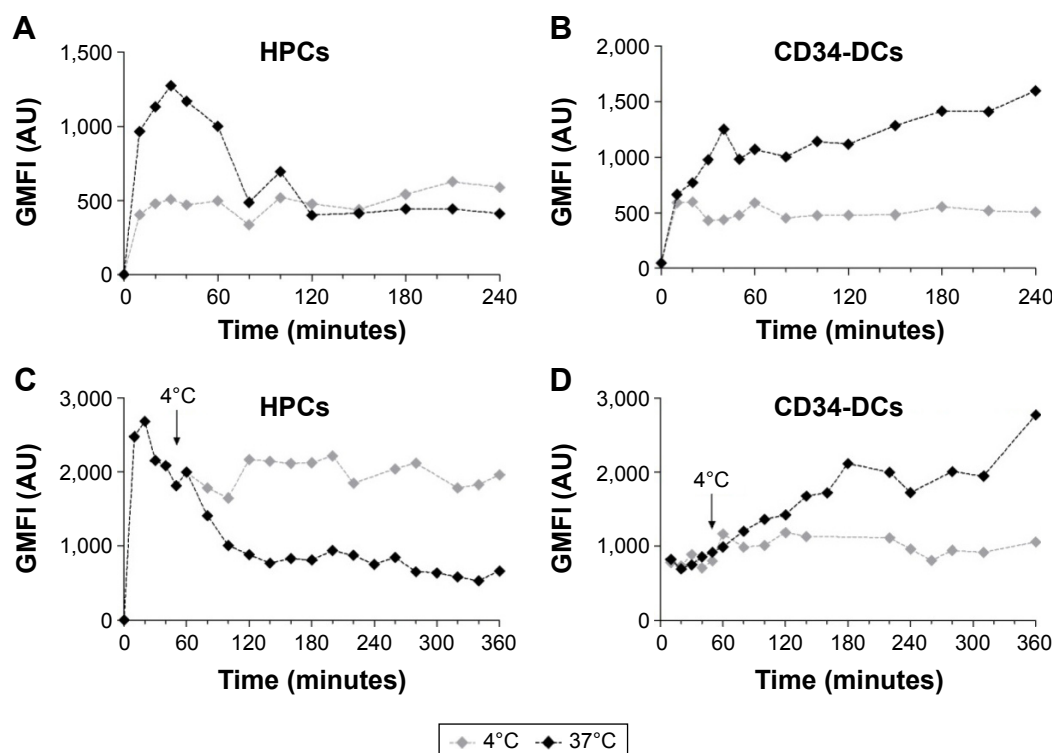 A
HPCs
GMFI (AU)
1,500
1,000
500
0
0 60 120 180 240
Time (minutes)
B
CD34-DCs
GMFI (AU)
2,000
1,500
1,000
500
0
0 60 120 180 240
Time (minutes)
C
4°C
HPCs
GMFI (AU)
3,000
2,000
1,000
0
0 60 120 180 240 300 360
Time (minutes)
D
CD34-DCs
4°C
GMFI (AU)
3,000
2,000
1,000
0
0 60 120 180 240 300 360
Time (minutes)
4°C 37°C